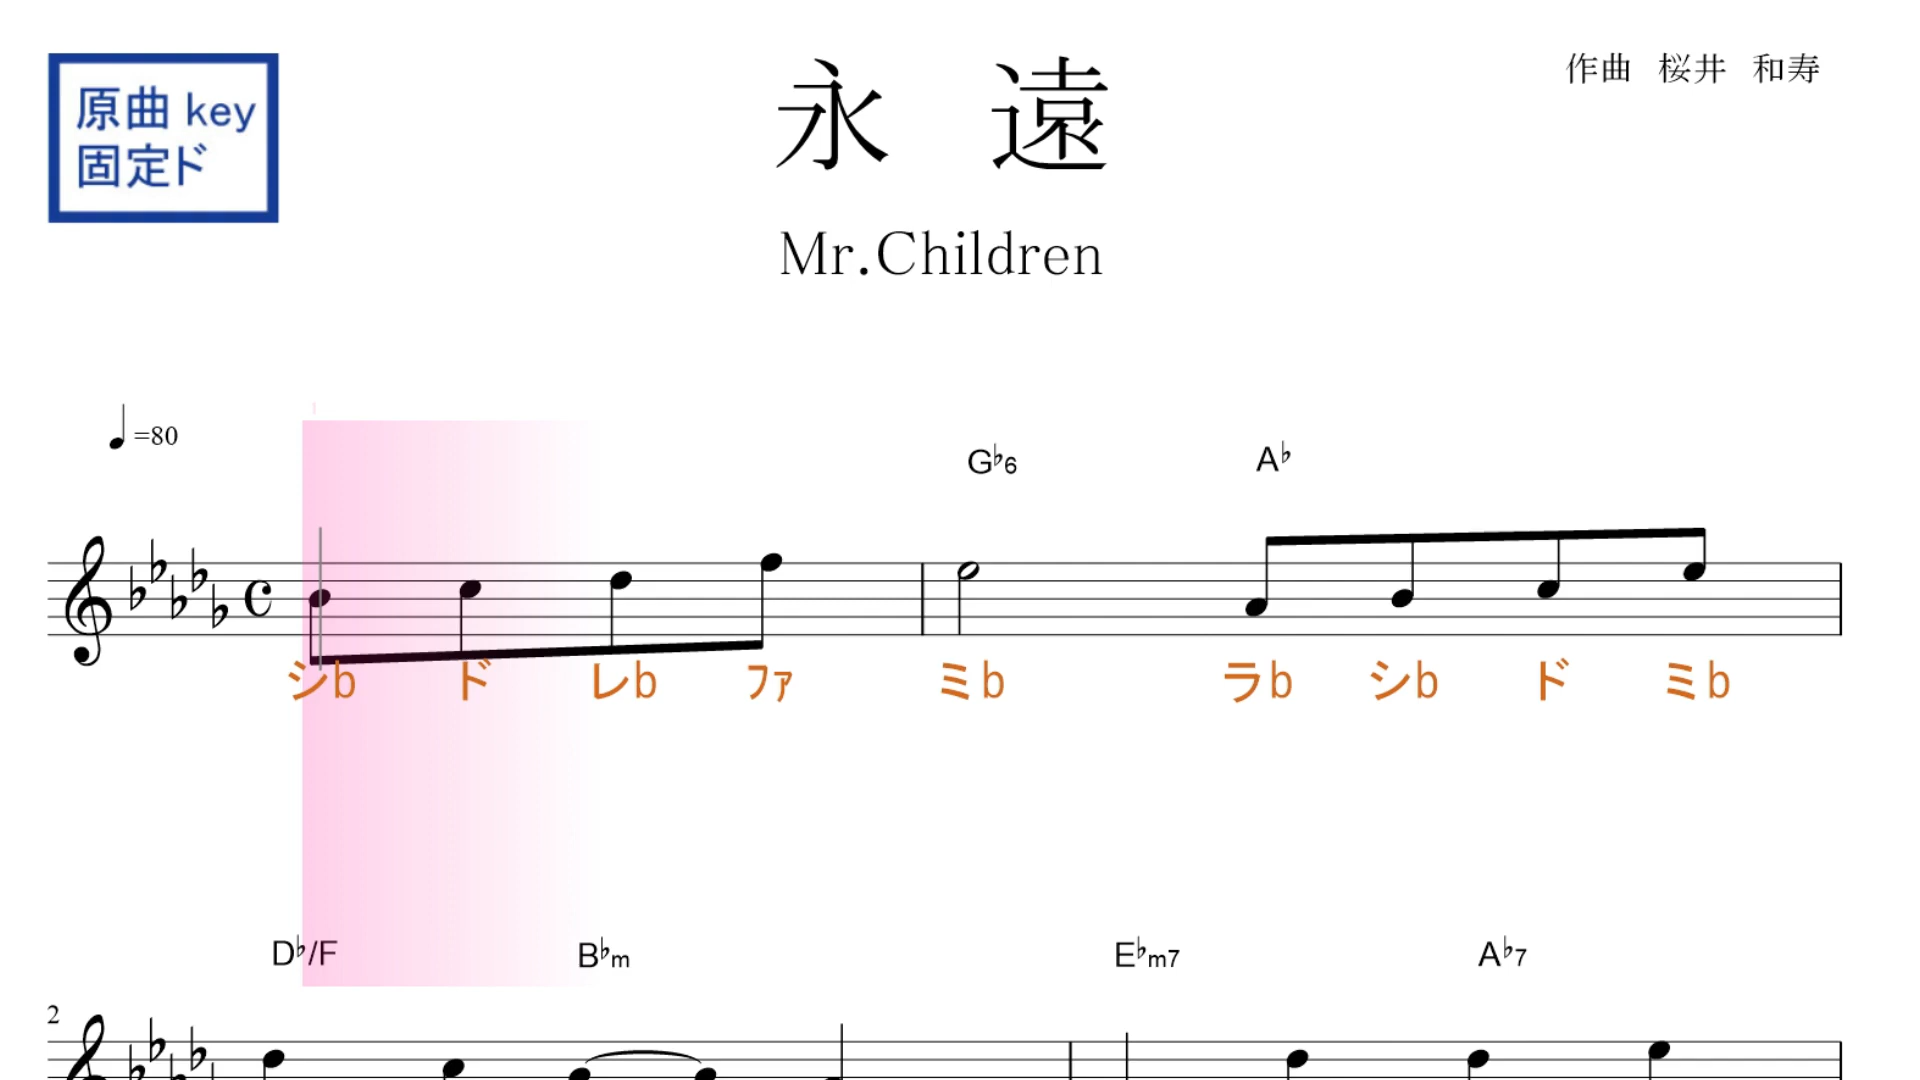 原曲 key
固定ド
永 遠
作曲 桜井 和寿
Mr.Children
1
=80
G♭6 A♭
シb ド レb ファ ミb ラb シb ド ミb
D♭/F B♭m E♭m7 A♭7
2